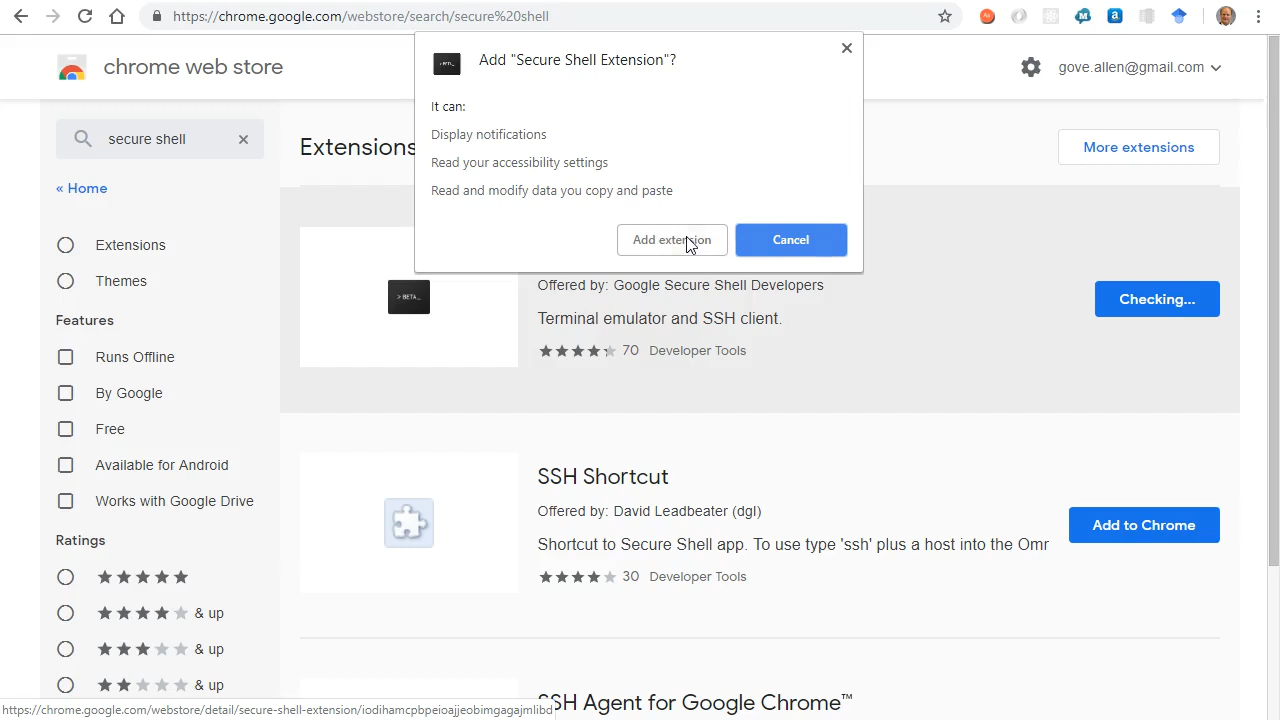 https://chrome.google.com/webstore/search/secure%20shell
chrome web store
gove.allen@gmail.com
Add "Secure Shell Extension"?
It can:
Display notifications
Read your accessibility settings
Read and modify data you copy and paste
Add extension
Cancel
secure shell
« Home
Extensions
Themes
Features
Runs Offline
By Google
Free
Available for Android
Works with Google Drive
Ratings
& up
& up
& up
Extensions
More extensions
> BETA_
Offered by: Google Secure Shell Developers
Terminal emulator and SSH client.
70 Developer Tools
Checking...
SSH Shortcut
Offered by: David Leadbeater (dgl)
Shortcut to Secure Shell app. To use type 'ssh' plus a host into the Omr
30 Developer Tools
Add to Chrome
SSH Agent for Google Chrome™
https://chrome.google.com/webstore/detail/secure-shell-extension/iodihamcpbpeioajjeobimgagajmlibd